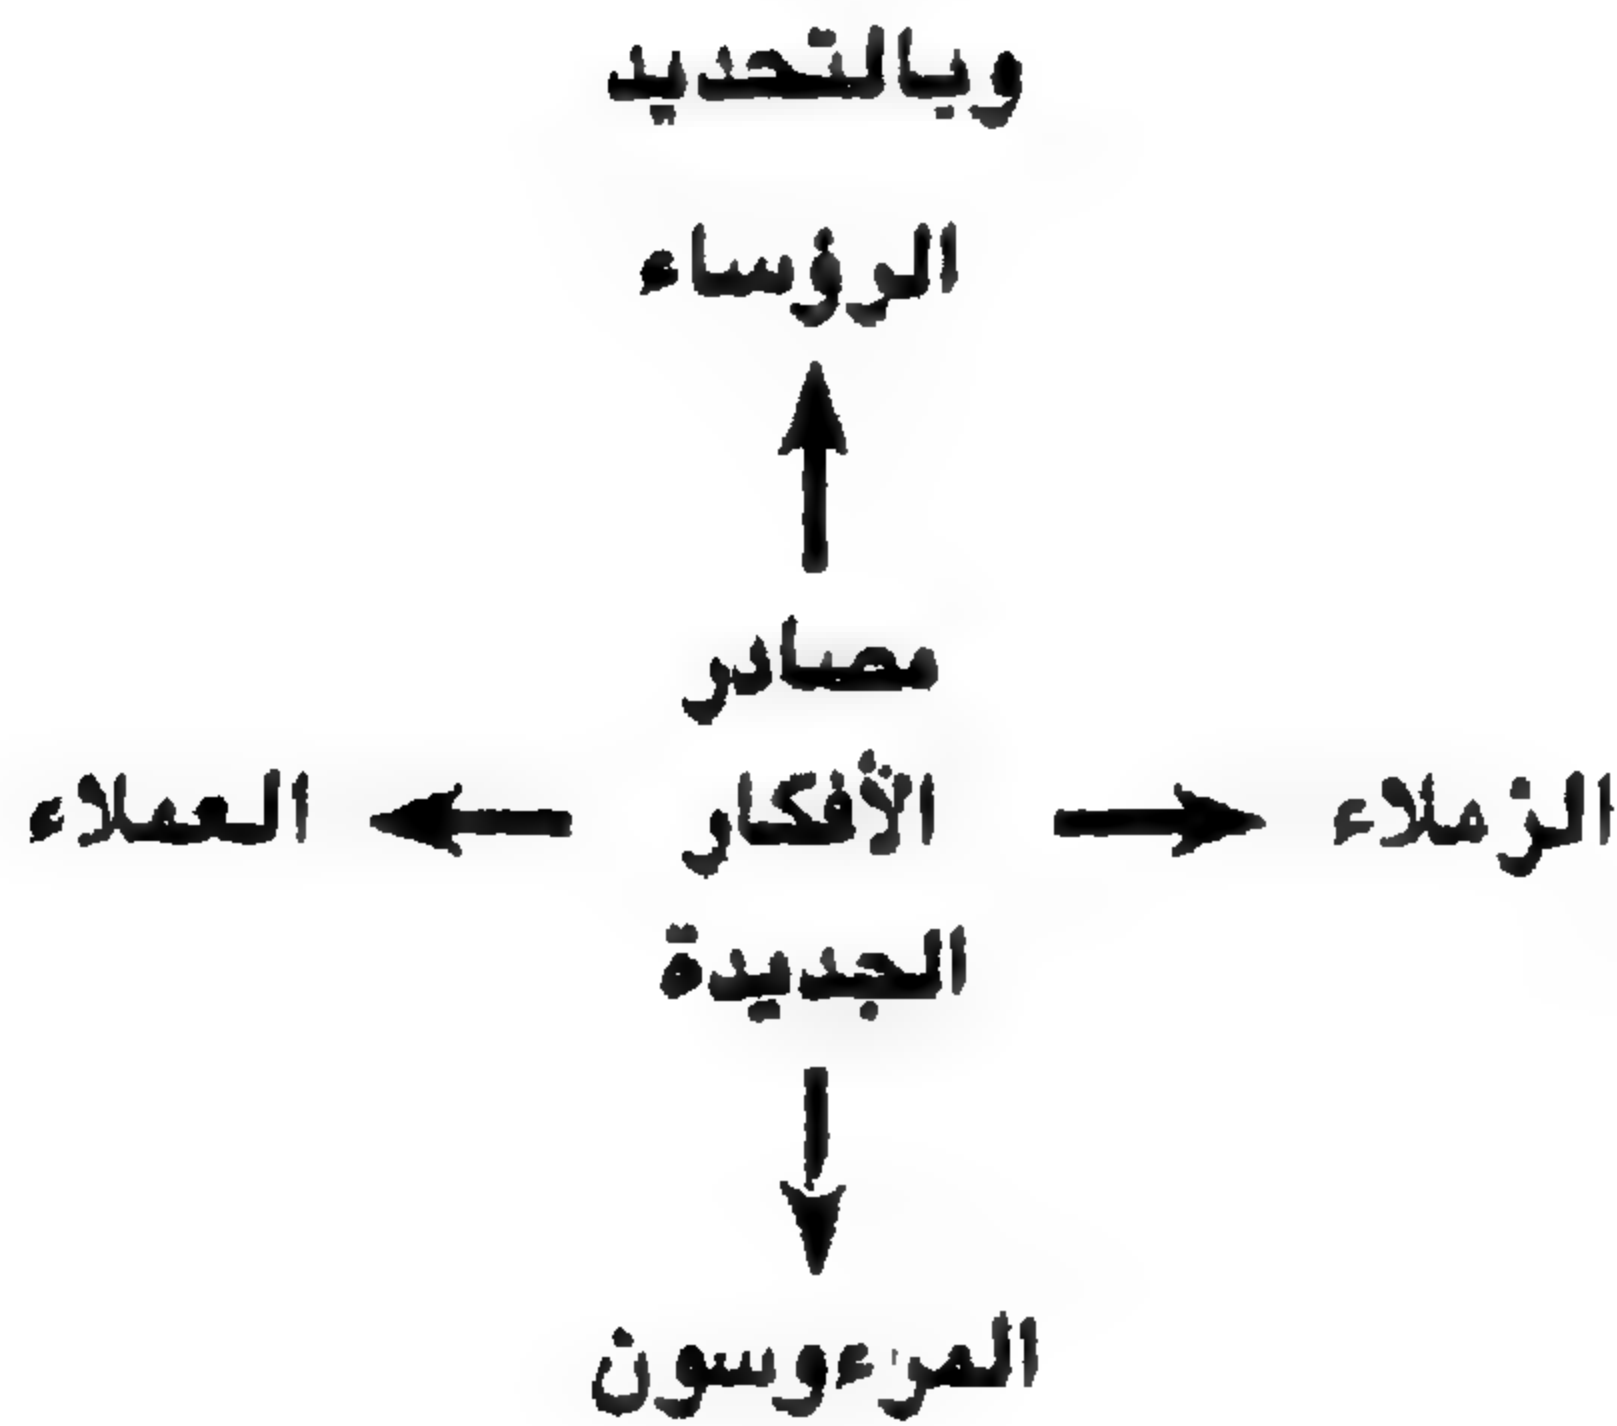 وبالتحديد
الرؤساء
مصادر
الأفكار
الجديدة
الزملاء
العملاء
المرءوسون